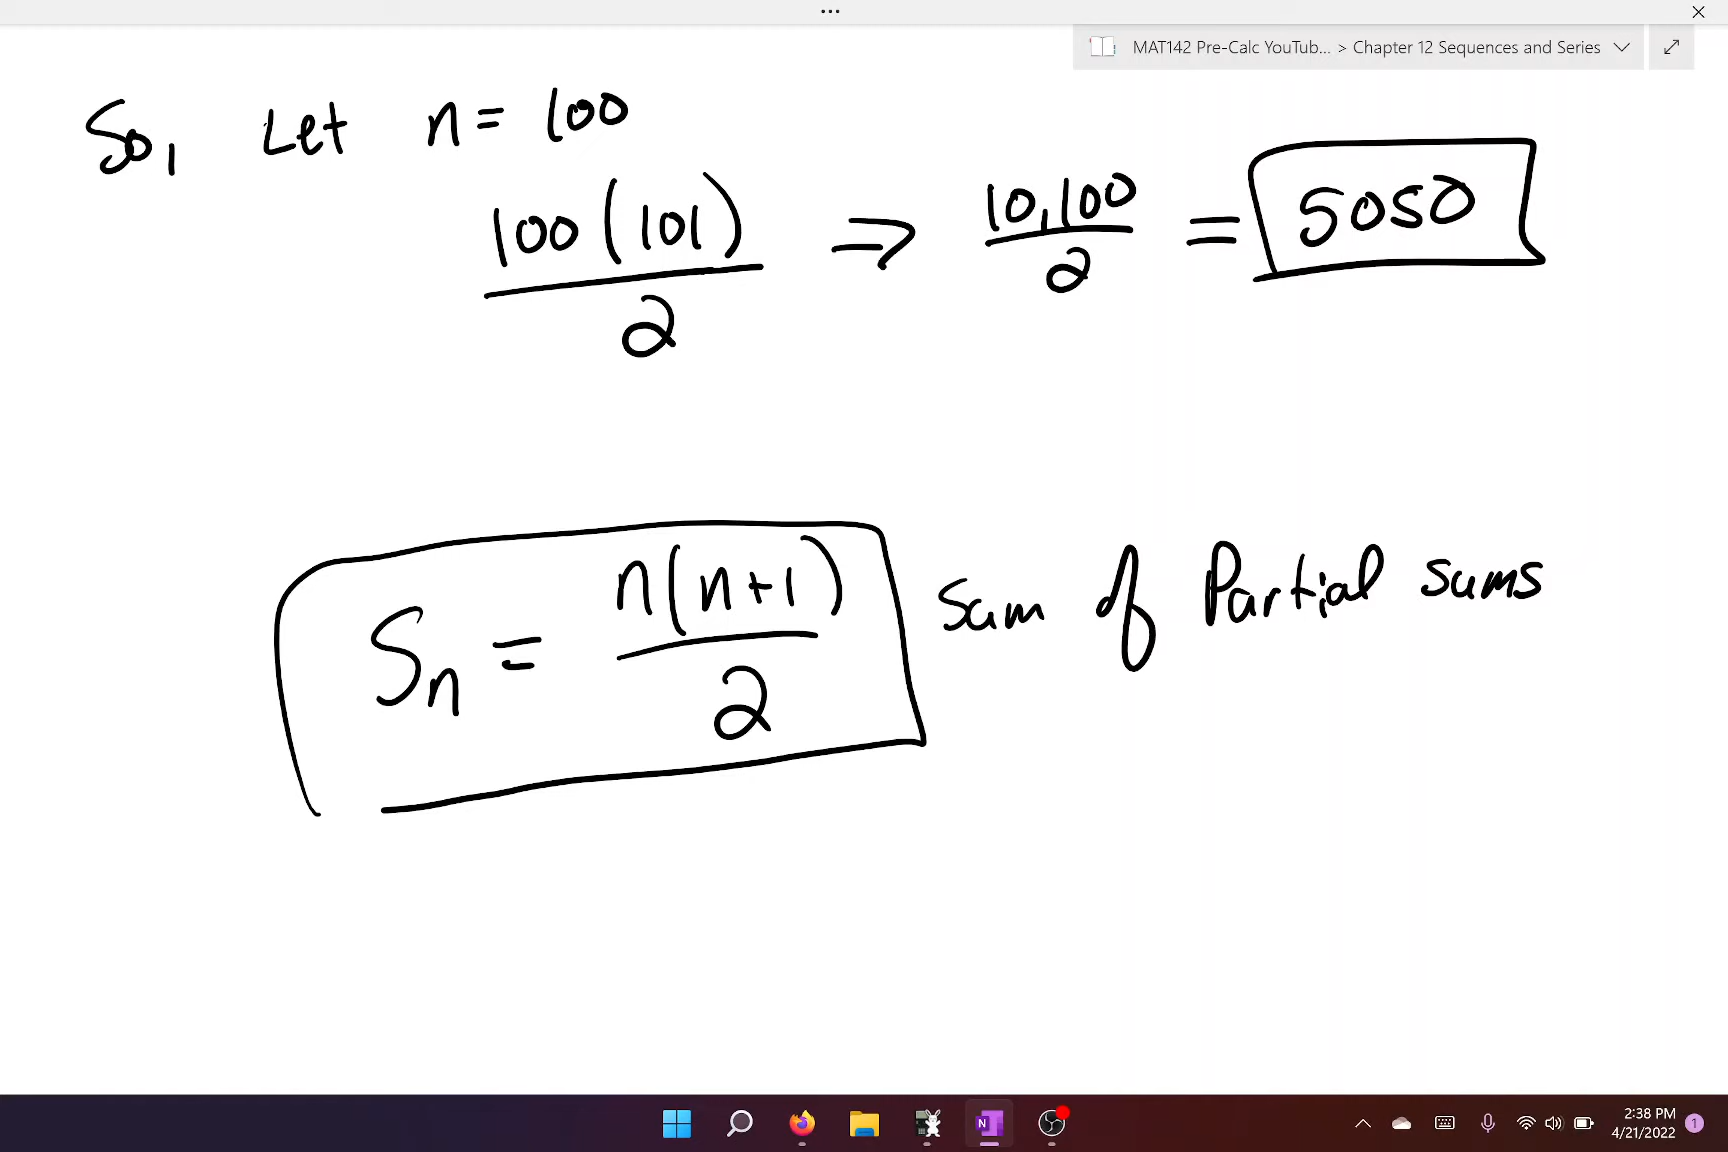 MAT142 Pre-Calc YouTub... > Chapter 12 Sequences and Series
So, Let n = 100
100(101)/2 ⇒ 10,100/2 = 5050
Sn = n(n+1)/2 Sum of Partial sums
2:38 PM
4/21/2022
1